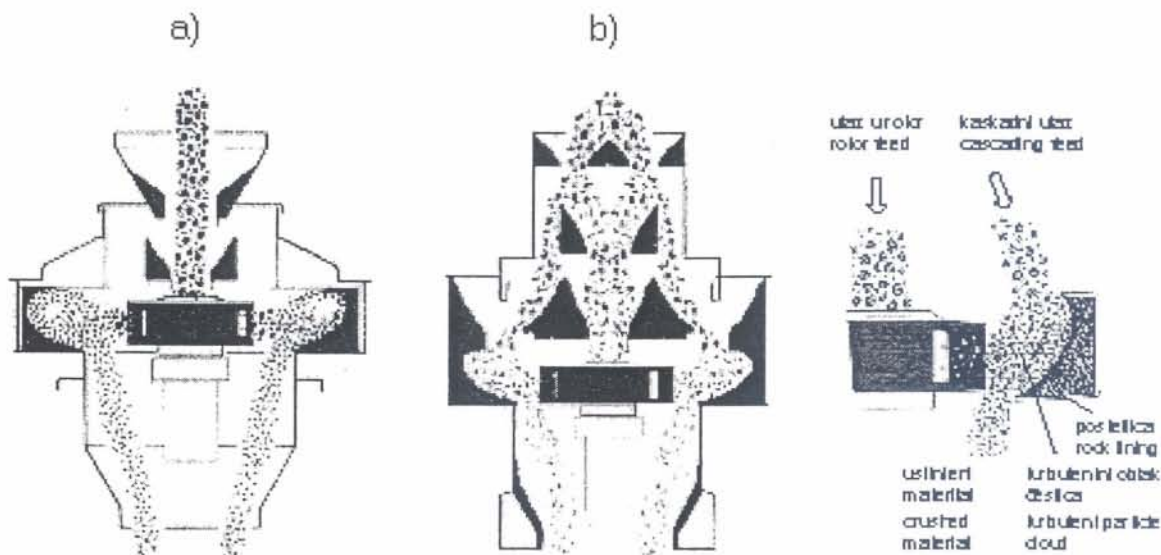 a)
b)
ulaz u rotor
rotor feed
kaskadni ulaz
cascading feed
posteljica
rock lining
usitnjeni
materijal
crushed
material
turbulentni oblak
čestica
turbulent particle
cloud